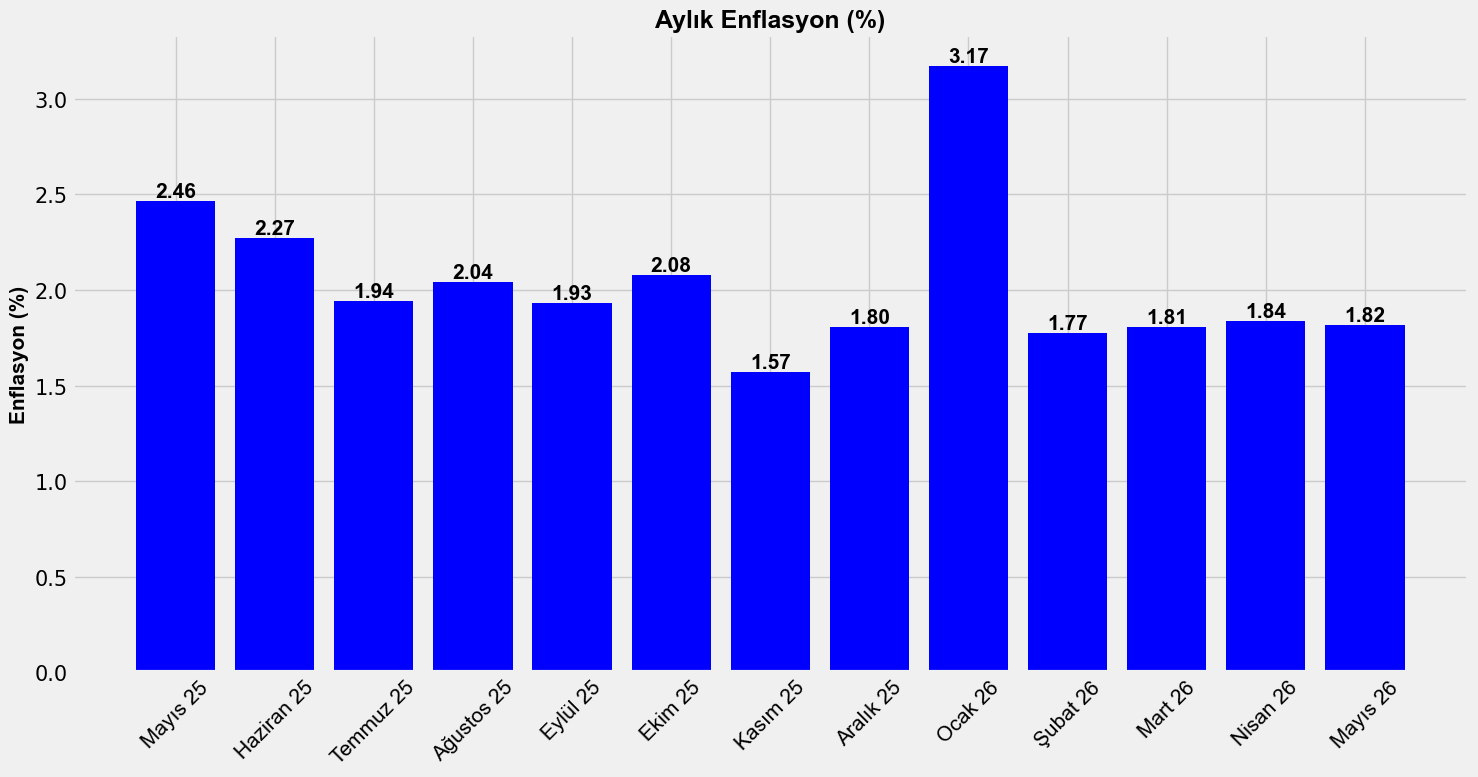 Aylık Enflasyon (%)
Enflasyon (%)
3.0
2.5
2.0
1.5
1.0
0.5
0.0
2.46
2.27
1.94
2.04
1.93
2.08
1.57
1.80
3.17
1.77
1.81
1.84
1.82
Mayıs 25
Haziran 25
Temmuz 25
Ağustos 25
Eylül 25
Ekim 25
Kasım 25
Aralık 25
Ocak 26
Şubat 26
Mart 26
Nisan 26
Mayıs 26